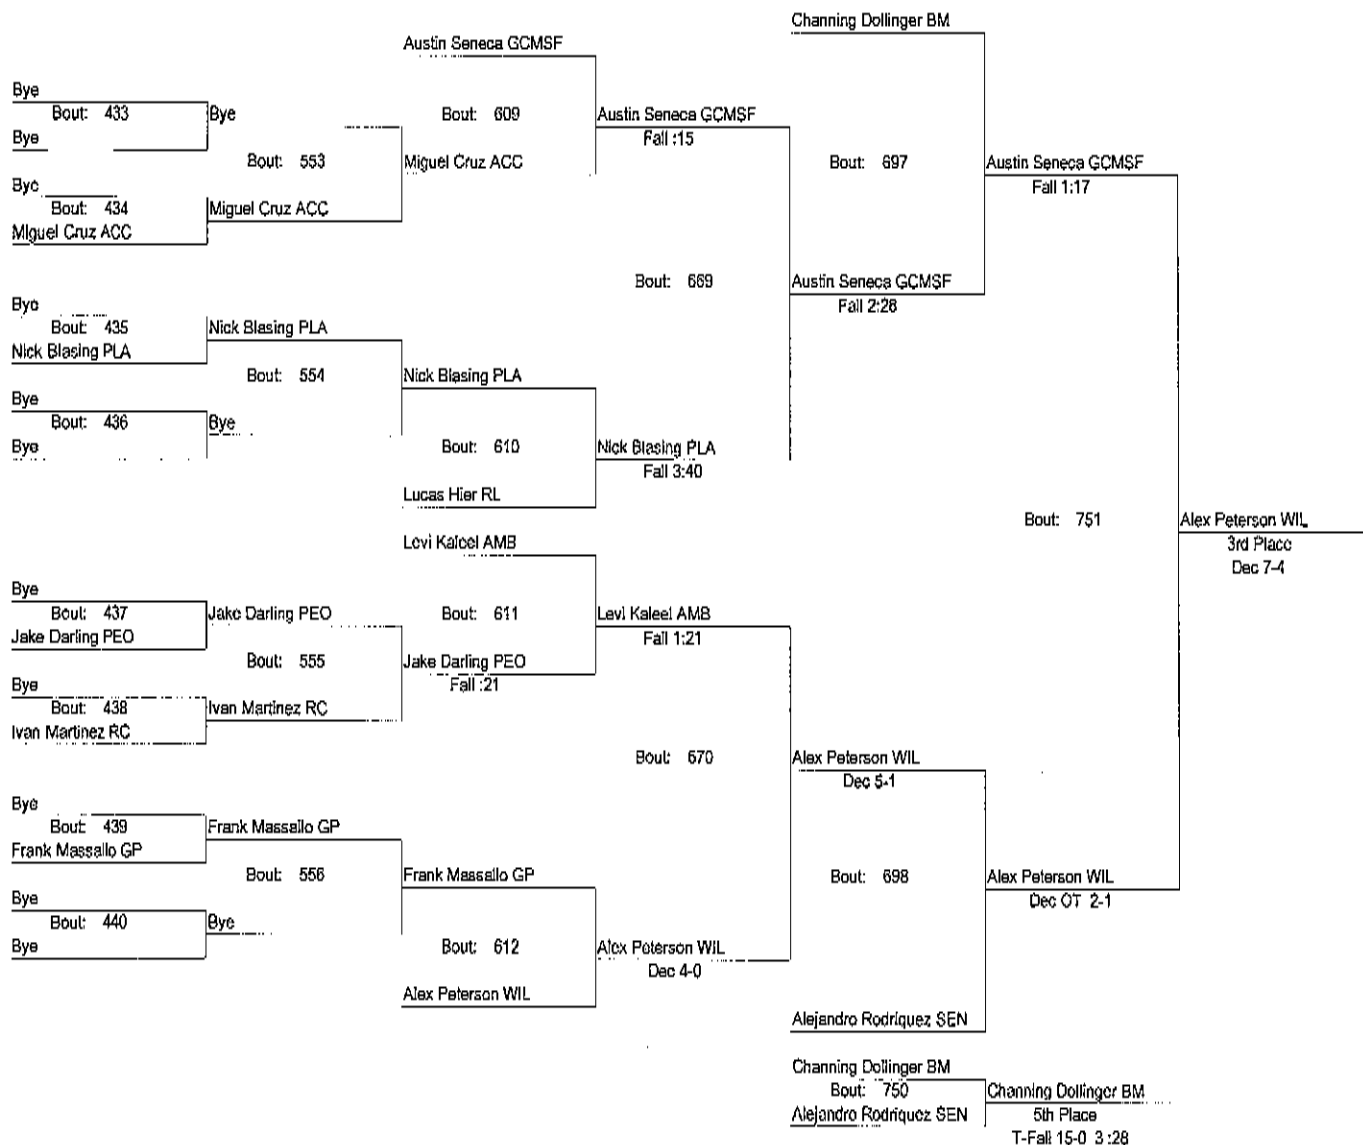 Channing Dollinger BM
Austin Seneca GCMSF
Bye
Bout: 433
Bye
Bout: 609
Austin Seneca GCMSF
Fall :15
Bye
Bout: 553
Miguel Cruz ACC
Bout: 697
Austin Seneca GCMSF
Fall 1:17
Bye
Bout: 434
Miguel Cruz ACC
Miguel Cruz ACC
Bout: 669
Austin Seneca GCMSF
Fall 2:28
Bye
Bout: 435
Nick Blasing PLA
Nick Blasing PLA
Bout: 554
Nick Blasing PLA
Bye
Bout: 436
Bye
Bye
Bout: 610
Nick Blasing PLA
Fall 3:40
Lucas Hier RL
Bout: 751
Alex Peterson WIL
3rd Place
Dec 7-4
Levi Kaleel AMB
Bye
Bout: 437
Jake Darling PEO
Bout: 611
Levi Kaleel AMB
Fall 1:21
Jake Darling PEO
Bout: 555
Jake Darling PEO
Fall :21
Bye
Bout: 438
Ivan Martinez RC
Ivan Martinez RC
Bout: 670
Alex Peterson WIL
Dec 5-1
Bye
Bout: 439
Frank Massallo GP
Frank Massallo GP
Bout: 556
Frank Massallo GP
Bout: 698
Alex Peterson WIL
Dec OT 2-1
Bye
Bout: 440
Bye
Bye
Bout: 612
Alex Peterson WIL
Dec 4-0
Alex Peterson WIL
Alejandro Rodriquez SEN
Channing Dollinger BM
Bout: 750
Channing Dollinger BM
Alejandro Rodriquez SEN
5th Place
T-Fall 15-0 3:28